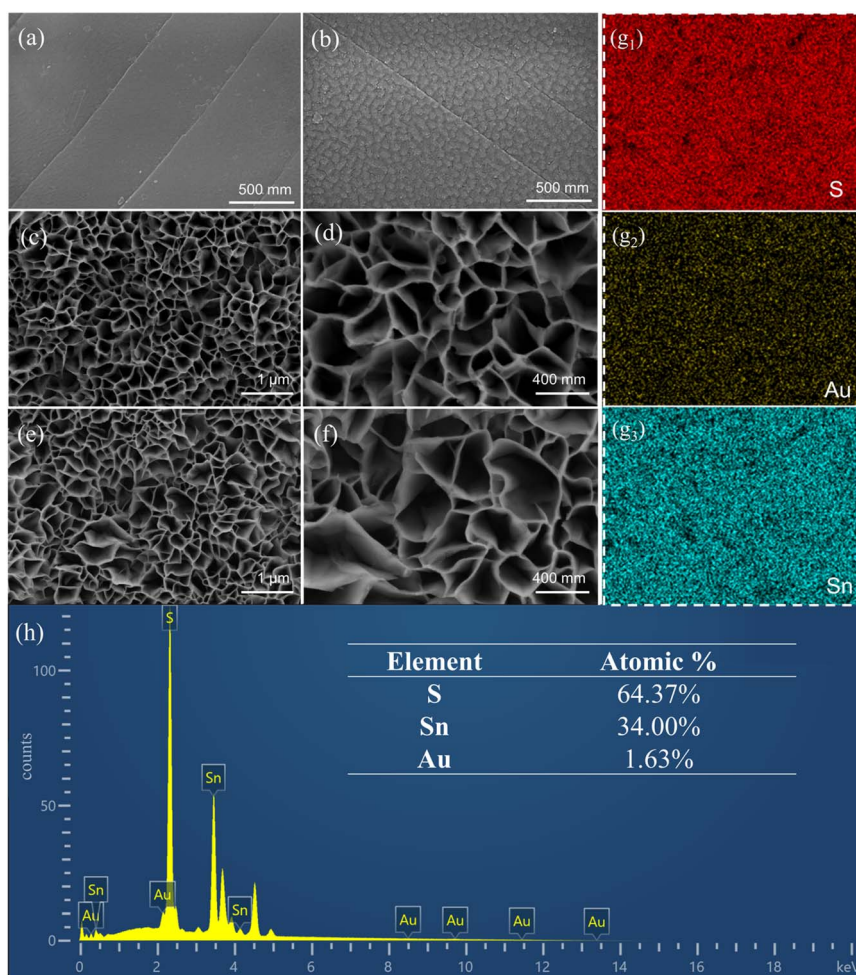 (a)
500 mm
(b)
500 mm
(g₁)
S
(c)
1 µm
(d)
400 mm
(g₂)
Au
(e)
1 µm
(f)
400 mm
(g₃)
Sn
(h)
counts
100
50
0
S
Sn
Sn
Au
Au
Sn
Au
Au
Au
Au
Element Atomic %
S 64.37%
Sn 34.00%
Au 1.63%
0 2 4 6 8 10 12 14 16 18 keV